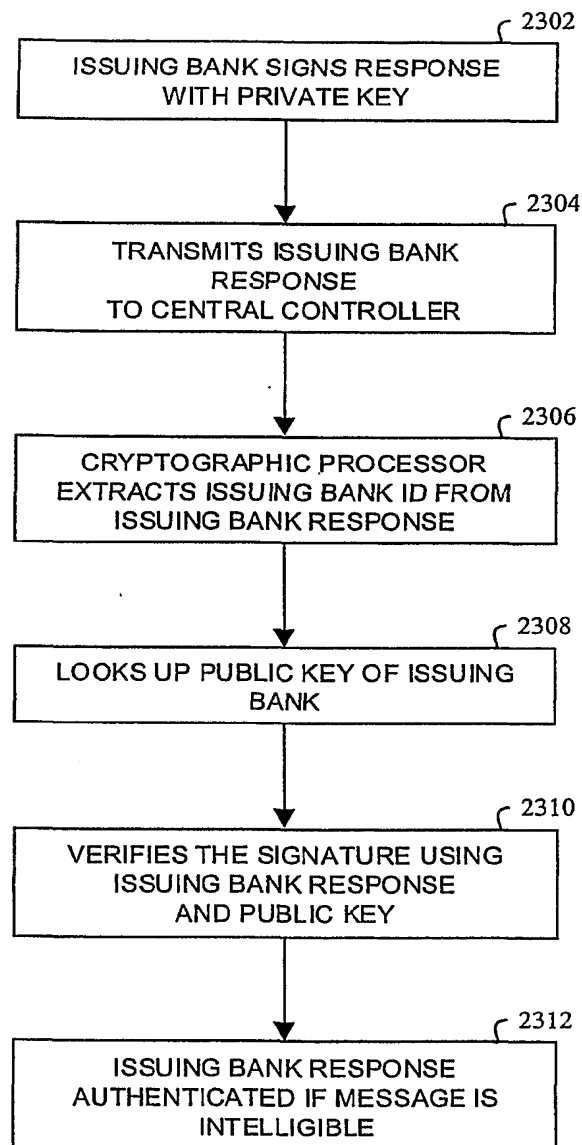 2302
ISSUING BANK SIGNS RESPONSE
WITH PRIVATE KEY
2304
TRANSMITS ISSUING BANK
RESPONSE
TO CENTRAL CONTROLLER
2306
CRYPTOGRAPHIC PROCESSOR
EXTRACTS ISSUING BANK ID FROM
ISSUING BANK RESPONSE
2308
LOOKS UP PUBLIC KEY OF ISSUING
BANK
2310
VERIFIES THE SIGNATURE USING
ISSUING BANK RESPONSE
AND PUBLIC KEY
2312
ISSUING BANK RESPONSE
AUTHENTICATED IF MESSAGE IS
INTELLIGIBLE